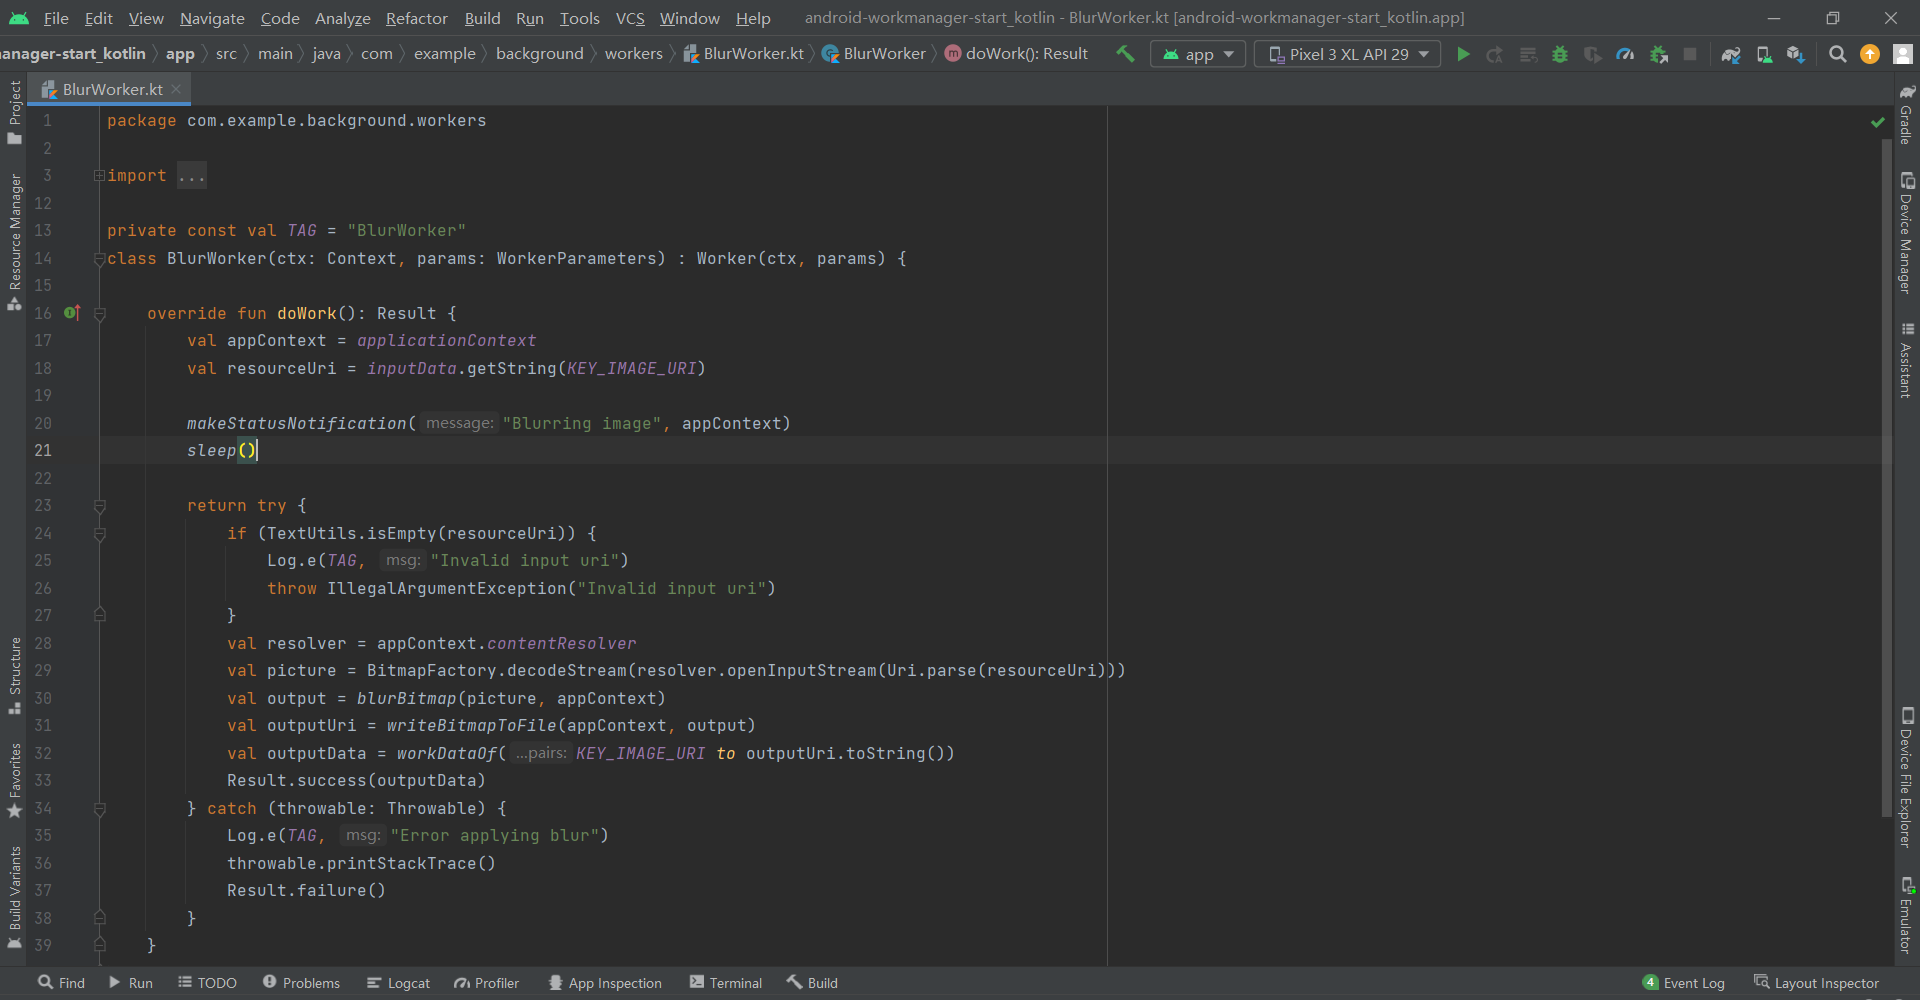 File Edit View Navigate Code Analyze Refactor Build Run Tools VCS Window Help android-workmanager-start_kotlin - BlurWorker.kt [android-workmanager-start_kotlin.app]
manager-start_kotlin app src main java com example background workers BlurWorker.kt BlurWorker doWork(): Result app Pixel 3 XL API 29
BlurWorker.kt
Project
Resource Manager
Structure
Favorites
Build Variants
1 package com.example.background.workers
2
3 import ...
12
13 private const val TAG = "BlurWorker"
14 class BlurWorker(ctx: Context, params: WorkerParameters) : Worker(ctx, params) {
15
16 override fun doWork(): Result {
17 val appContext = applicationContext
18 val resourceUri = inputData.getString(KEY_IMAGE_URI)
19
20 makeStatusNotification( message: "Blurring image", appContext)
21 sleep()
22
23 return try {
24 if (TextUtils.isEmpty(resourceUri)) {
25 Log.e(TAG, msg: "Invalid input uri")
26 throw IllegalArgumentException("Invalid input uri")
27 }
28 val resolver = appContext.contentResolver
29 val picture = BitmapFactory.decodeStream(resolver.openInputStream(Uri.parse(resourceUri)))
30 val output = blurBitmap(picture, appContext)
31 val outputUri = writeBitmapToFile(appContext, output)
32 val outputData = workDataOf( ...pairs: KEY_IMAGE_URI to outputUri.toString())
33 Result.success(outputData)
34 } catch (throwable: Throwable) {
35 Log.e(TAG, msg: "Error applying blur")
36 throwable.printStackTrace()
37 Result.failure()
38 }
39 }
Gradle
Device Manager
Assistant
Device File Explorer
Emulator
Find Run TODO Problems Logcat Profiler App Inspection Terminal Build 4 Event Log Layout Inspector